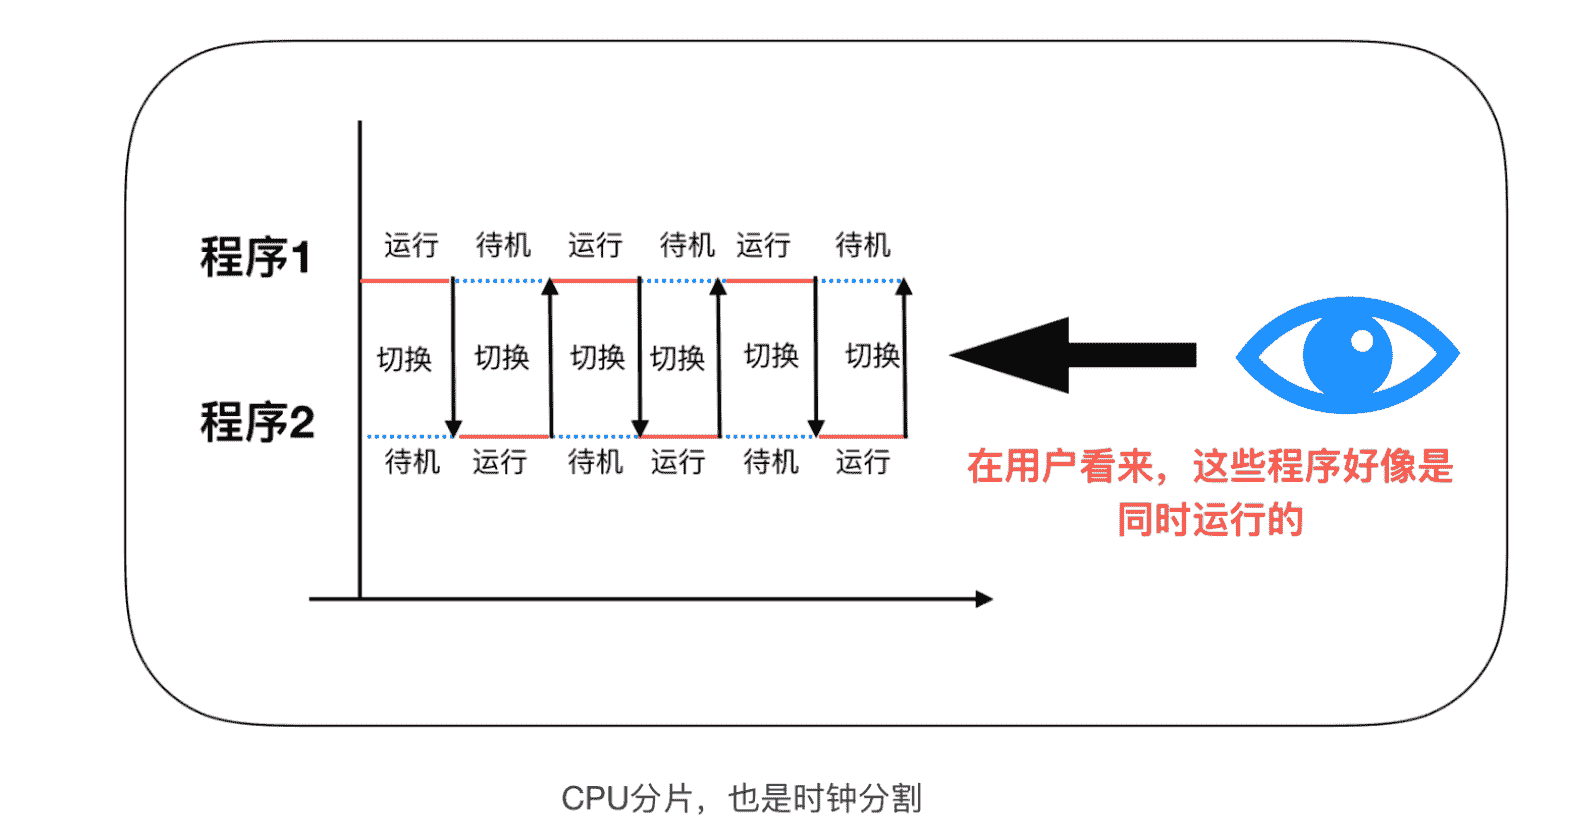 运行 待机 运行 待机 运行 待机
程序1
切换 切换 切换 切换 切换 切换
程序2
待机 运行 待机 运行 待机 运行
在用户看来，这些程序好像是
同时运行的
CPU分片，也是时钟分割